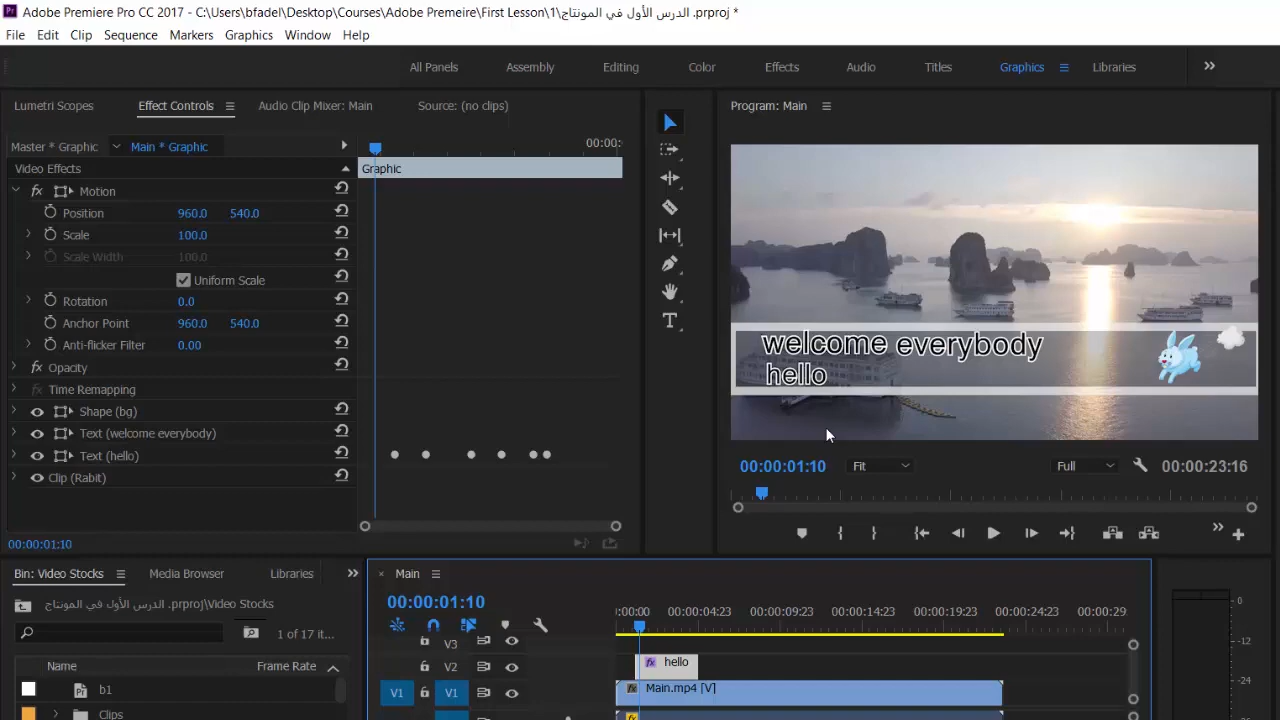 Adobe Premiere Pro CC 2017 - C:\Users\bfadel\Desktop\Courses\Adobe Premeire\First Lesson\1\الدرس الأول في المونتاج .prproj *
File Edit Clip Sequence Markers Graphics Window Help
All Panels Assembly Editing Color Effects Audio Titles Graphics Libraries
Lumetri Scopes Effect Controls Audio Clip Mixer: Main Source: (no clips)
Program: Main
Master * Graphic Main * Graphic 00:00:
Video Effects Graphic
fx Motion
Position 960.0 540.0
Scale 100.0
Scale Width 100.0
Uniform Scale
Rotation 0.0
Anchor Point 960.0 540.0
Anti-flicker Filter 0.00
fx Opacity
fx Time Remapping
Shape (bg)
Text (welcome everybody)
Text (hello)
Clip (Rabit)
00:00:01:10
welcome everybody
hello
00:00:01:10 Fit Full 00:00:23:16
Bin: Video Stocks Media Browser Libraries
الدرس الأول في المونتاج .prproj\Video Stocks
1 of 17 it...
Name Frame Rate
b1
Clips
Main
00:00:01:10
:00:00 00:00:04:23 00:00:09:23 00:00:14:23 00:00:19:23 00:00:24:23 00:00:29
V3
V2 fx hello
V1 V1 fx Main.mp4 [V]
fx
0
-12
-24